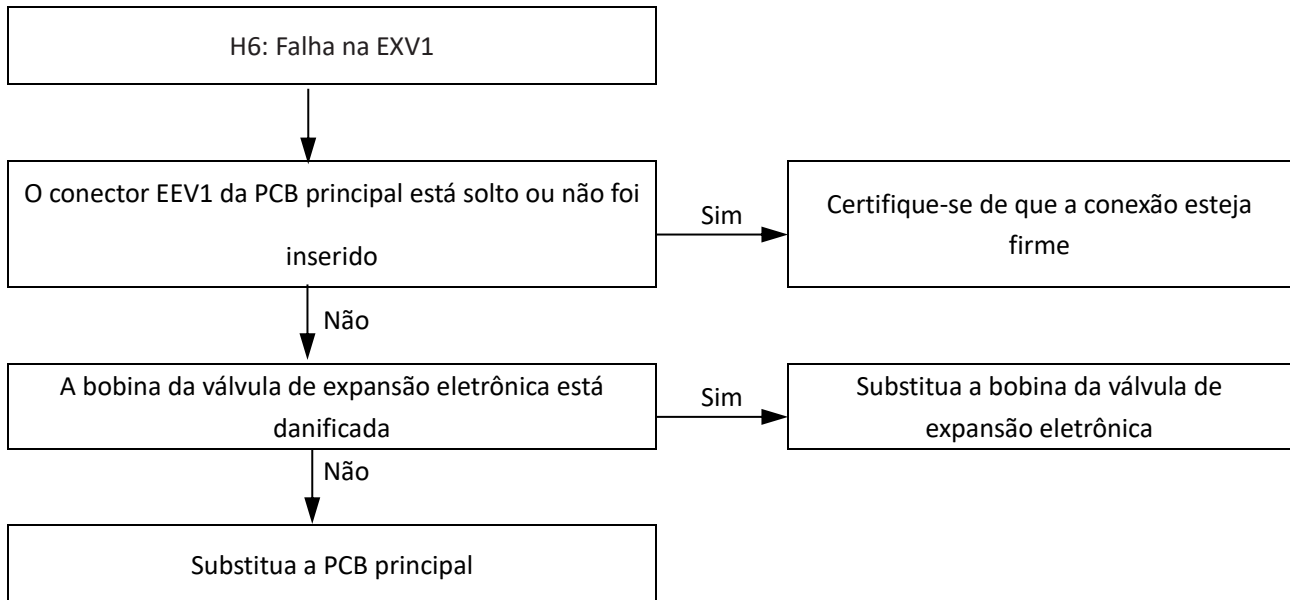 H6: Falha na EXV1
O conector EEV1 da PCB principal está solto ou não foi
inserido
Sim
Certifique-se de que a conexão esteja
firme
Não
A bobina da válvula de expansão eletrônica está
danificada
Sim
Substitua a bobina da válvula de
expansão eletrônica
Não
Substitua a PCB principal